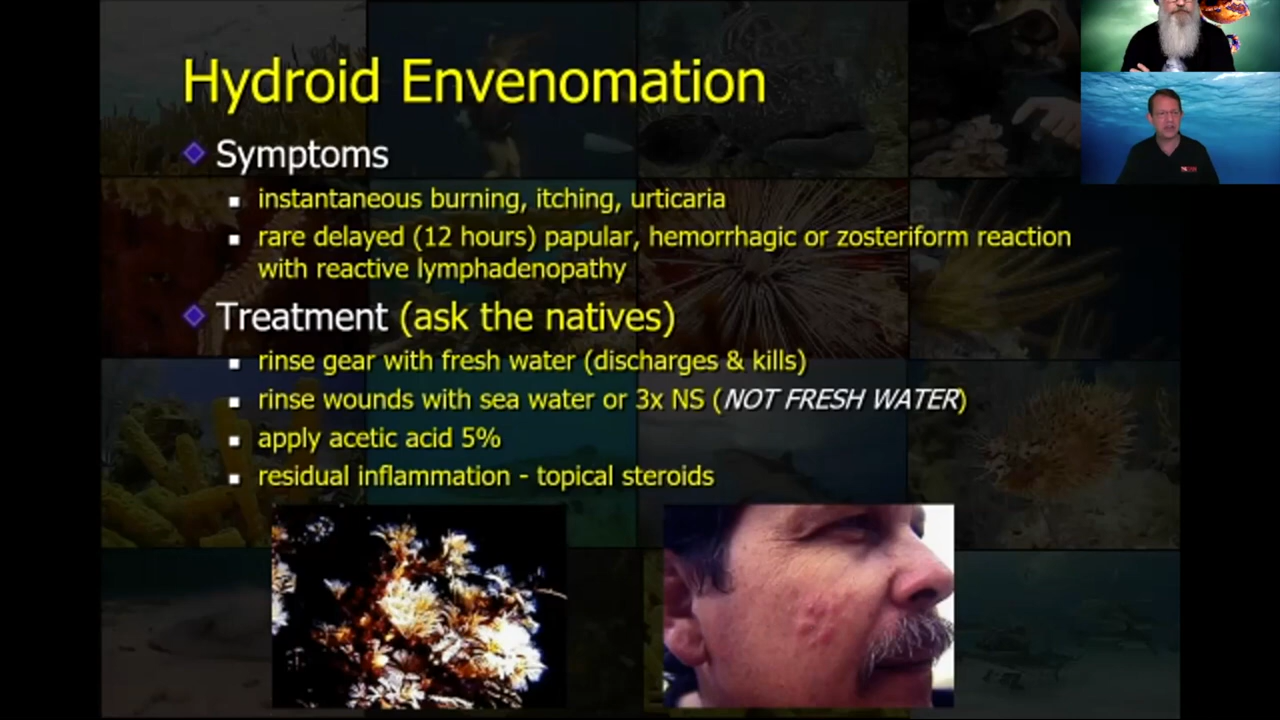 Hydroid Envenomation
Symptoms
instantaneous burning, itching, urticaria
rare delayed (12 hours) papular, hemorrhagic or zosteriform reaction
with reactive lymphadenopathy
Treatment (ask the natives)
rinse gear with fresh water (discharges & kills)
rinse wounds with sea water or 3x NS (NOT FRESH WATER)
apply acetic acid 5%
residual inflammation - topical steroids